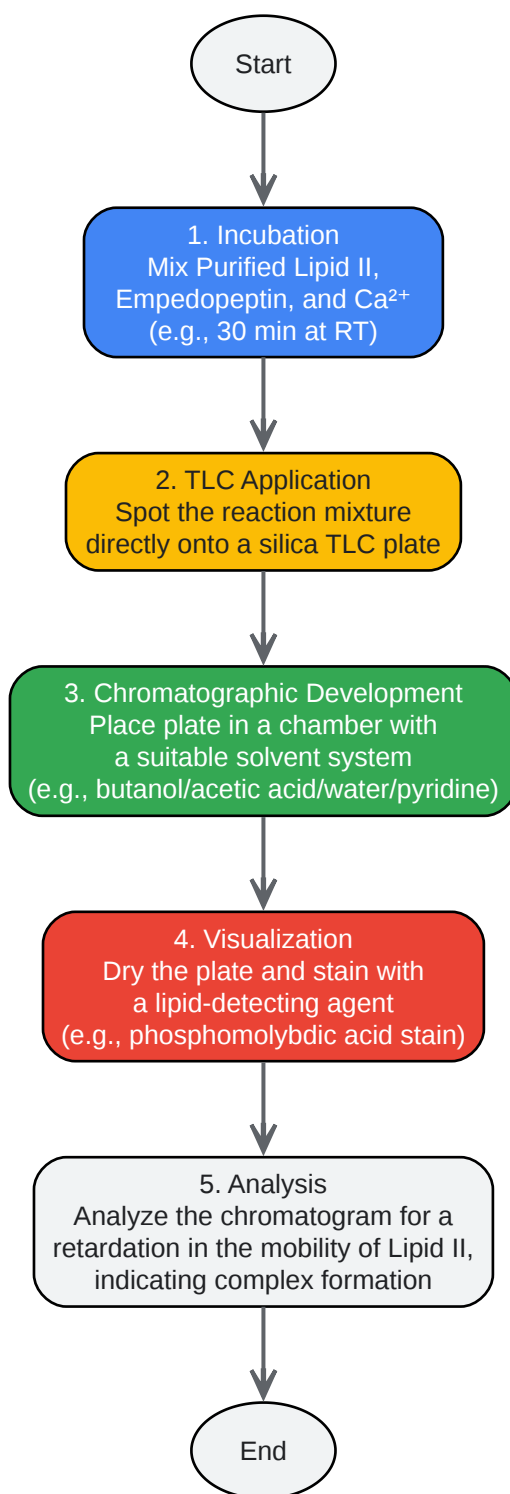 Start
1. Incubation
Mix Purified Lipid II,
Empedopeptin, and Ca²⁺
(e.g., 30 min at RT)
2. TLC Application
Spot the reaction mixture
directly onto a silica TLC plate
3. Chromatographic Development
Place plate in a chamber with
a suitable solvent system
(e.g., butanol/acetic acid/water/pyridine)
4. Visualization
Dry the plate and stain with
a lipid-detecting agent
(e.g., phosphomolybdic acid stain)
5. Analysis
Analyze the chromatogram for a
retardation in the mobility of Lipid II,
indicating complex formation
End